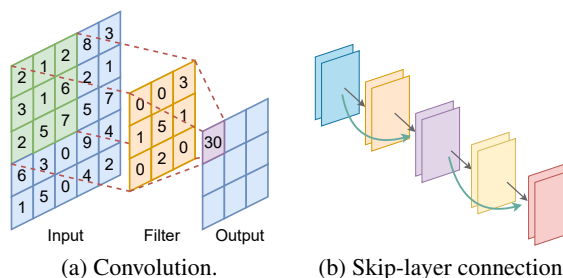 2 1 2 8 3
3 1 6 2 1
2 5 7 5 7
6 3 0 9 4
1 5 0 4 2
0 0 3
1 5 1
0 2 0
30
Input Filter Output
(a) Convolution.
(b) Skip-layer connection